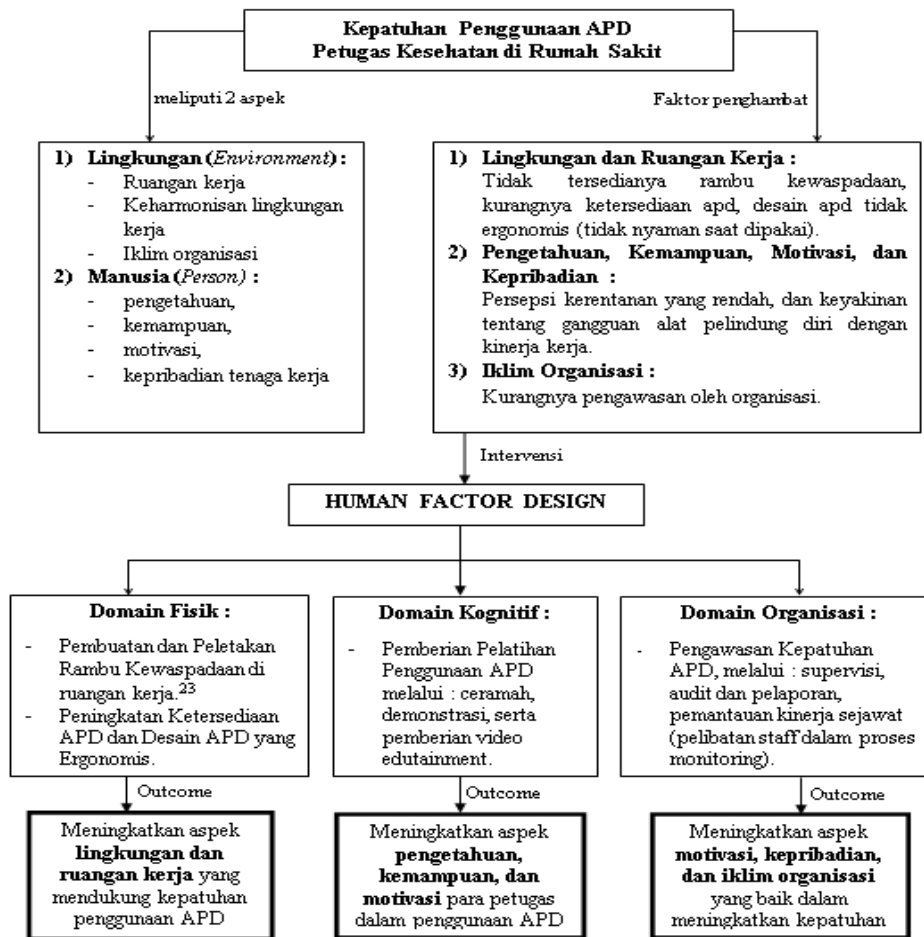 Kepatuhan Penggunaan APD
Petugas Kesehatan di Rumah Sakit
meliputi 2 aspek
Faktor penghambat
1) Lingkungan (Environment) :
- Ruangan kerja
- Keharmonisan lingkungan
kerja
- Iklim organisasi
2) Manusia (Person) :
- pengetahuan,
- kemampuan,
- motivasi,
- kepribadian tenaga kerja
1) Lingkungan dan Ruangan Kerja :
Tidak tersedianya rambu kewaspadaan,
kurangnya ketersediaan apd, desain apd tidak
ergonomis (tidak nyaman saat dipakai).
2) Pengetahuan, Kemampuan, Motivasi, dan
Kepribadian :
Persepsi kerentanan yang rendah, dan keyakinan
tentang gangguan alat pelindung diri dengan
kinerja kerja.
3) Iklim Organisasi :
Kurangnya pengawasan oleh organisasi.
Intervensi
HUMAN FACTOR DESIGN
Domain Fisik :
- Pembuatan dan Peletakan
Rambu Kewaspadaan di
ruangan kerja.23
- Peningkatan Ketersediaan
APD dan Desain APD yang
Ergonomis.
Domain Kognitif :
- Pemberian Pelatihan
Penggunaan APD
melalui : ceramah,
demonstrasi, serta
pemberian video
edutainment.
Domain Organisasi :
- Pengawasan Kepatuhan
APD, melalui : supervisi,
audit dan pelaporan,
pemantauan kinerja sejawat
(pelibatan staff dalam proses
monitoring).
Outcome
Outcome
Outcome
Meningkatkan aspek
lingkungan dan
ruangan kerja yang
mendukung kepatuhan
penggunaan APD
Meningkatkan aspek
pengetahuan,
kemampuan, dan
motivasi para petugas
dalam penggunaan APD
Meningkatkan aspek
motivasi, kepribadian,
dan iklim organisasi
yang baik dalam
meningkatkan kepatuhan